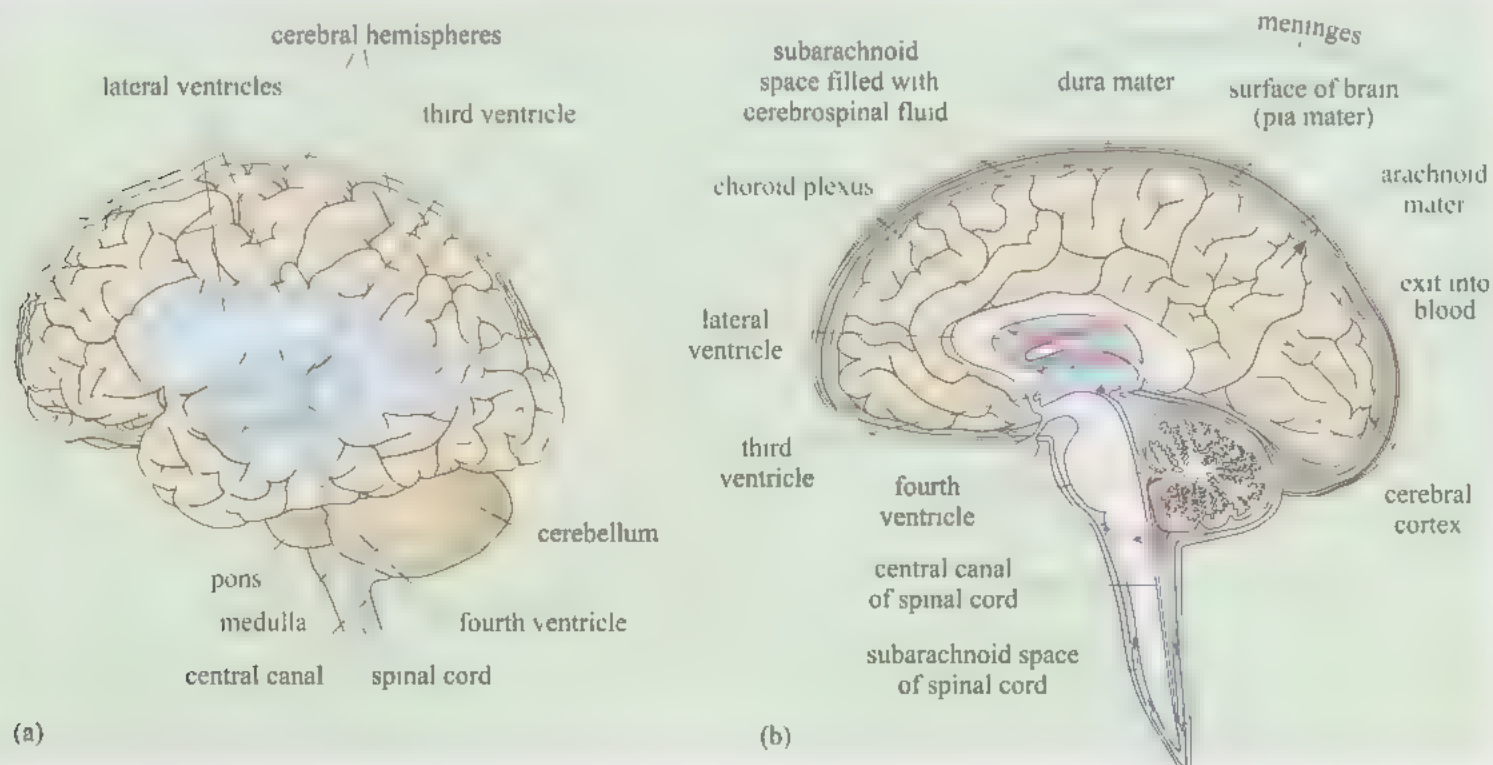 cerebral hemispheres
lateral ventricles
third ventricle
cerebellum
pons
medulla
fourth ventricle
central canal
spinal cord
(a)
meninges
subarachnoid
space filled with
cerebrospinal fluid
dura mater
surface of brain
(pia mater)
choroid plexus
arachnoid
mater
exit into
blood
lateral
ventricle
third
ventricle
fourth
ventricle
cerebral
cortex
central canal
of spinal cord
subarachnoid space
of spinal cord
(b)